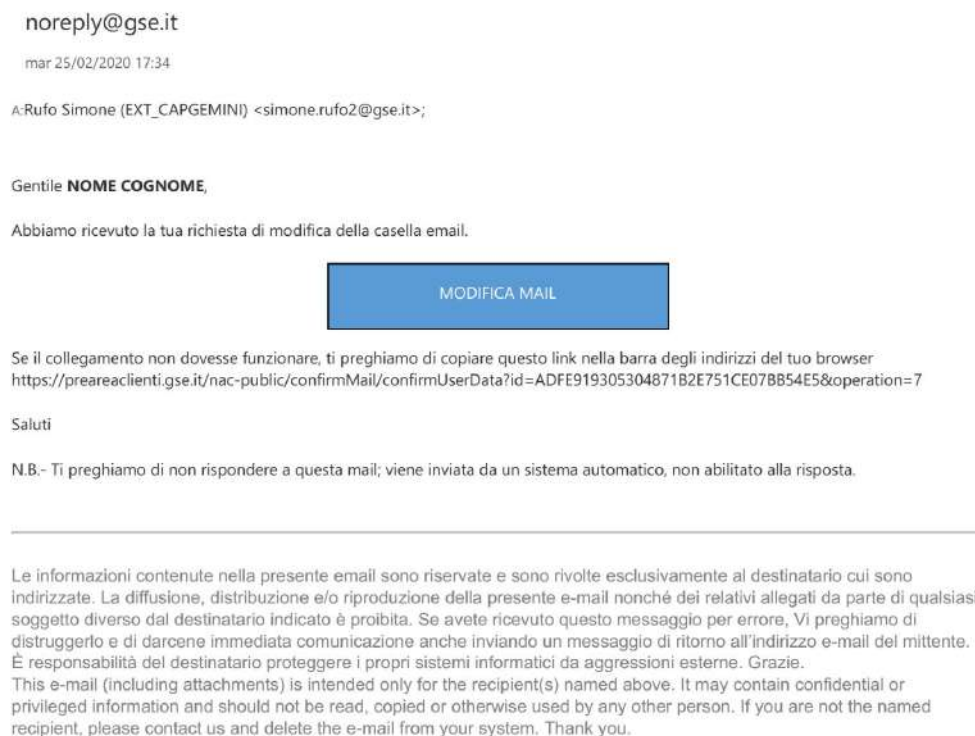 noreply@gse.it
mar 25/02/2020 17:34
A:Rufo Simone (EXT_CAPGEMINI) <simone.rufo2@gse.it>;
Gentile NOME COGNOME,
Abbiamo ricevuto la tua richiesta di modifica della casella email.
MODIFICA MAIL
Se il collegamento non dovesse funzionare, ti preghiamo di copiare questo link nella barra degli indirizzi del tuo browser
https://preareaclienti.gse.it/nac-public/confirmMail/confirmUserData?id=ADFE919305304871B2E751CE07BB54E5&operation=7
Saluti
N.B.- Ti preghiamo di non rispondere a questa mail; viene inviata da un sistema automatico, non abilitato alla risposta.
Le informazioni contenute nella presente email sono riservate e sono rivolte esclusivamente al destinatario cui sono
indirizzate. La diffusione, distribuzione e/o riproduzione della presente e-mail nonché dei relativi allegati da parte di qualsiasi
soggetto diverso dal destinatario indicato è proibita. Se avete ricevuto questo messaggio per errore, Vi preghiamo di
distruggerlo e di darcene immediata comunicazione anche inviando un messaggio di ritorno all'indirizzo e-mail del mittente.
È responsabilità del destinatario proteggere i propri sistemi informatici da aggressioni esterne. Grazie.
This e-mail (including attachments) is intended only for the recipient(s) named above. It may contain confidential or
privileged information and should not be read, copied or otherwise used by any other person. If you are not the named
recipient, please contact us and delete the e-mail from your system. Thank you.